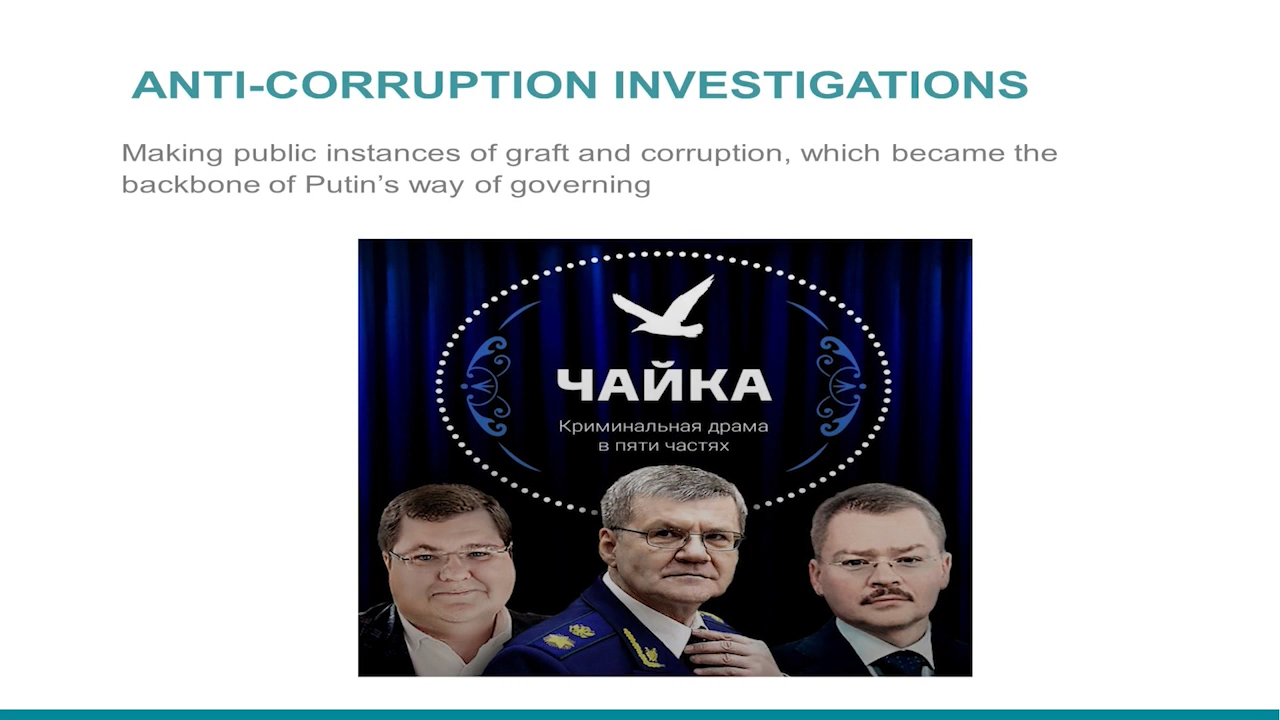 ANTI-CORRUPTION INVESTIGATIONS
Making public instances of graft and corruption, which became the
backbone of Putin’s way of governing
ЧАЙКА
Криминальная драма
в пяти частях